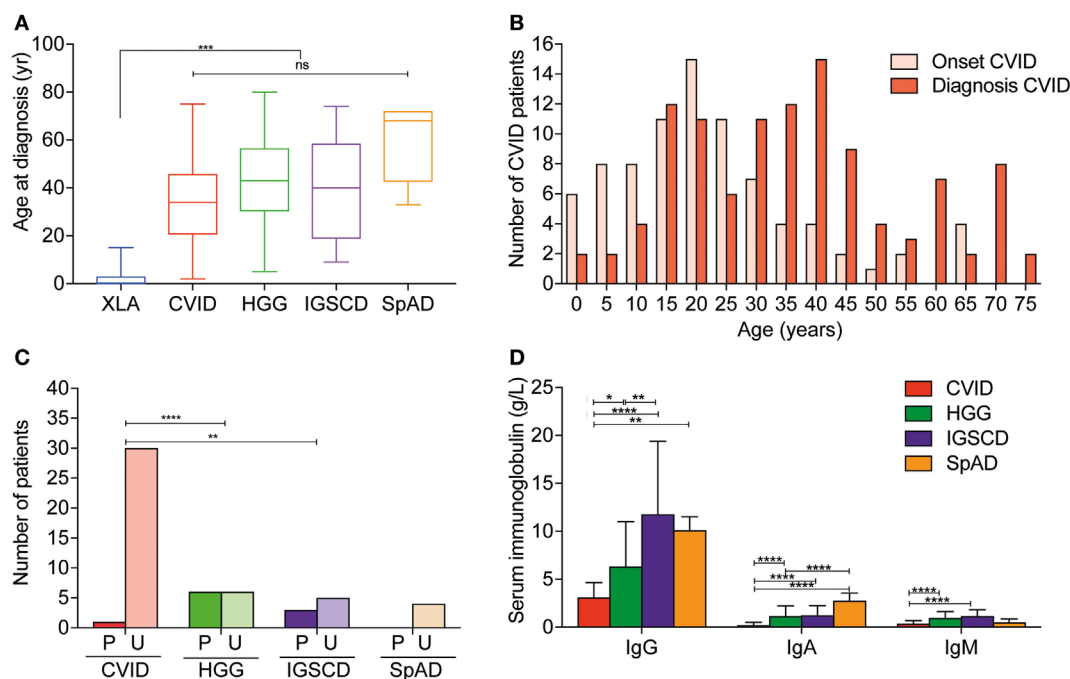 A
Age at diagnosis (yr)
100
80
60
40
20
0
***
ns
XLA CVID HGG IGSCD SpAD
B
Number of CVID patients
16
14
12
10
8
6
4
2
0
Onset CVID
Diagnosis CVID
0 5 10 15 20 25 30 35 40 45 50 55 60 65 70 75
Age (years)
C
Number of patients
40
35
30
25
20
15
10
5
0
****
**
P U P U P U P U
CVID HGG IGSCD SpAD
D
Serum immunoglobulin (g/L)
25
20
15
10
5
0
CVID
HGG
IGSCD
SpAD
* **
****
**
****
****
****
****
****
****
IgG IgA IgM